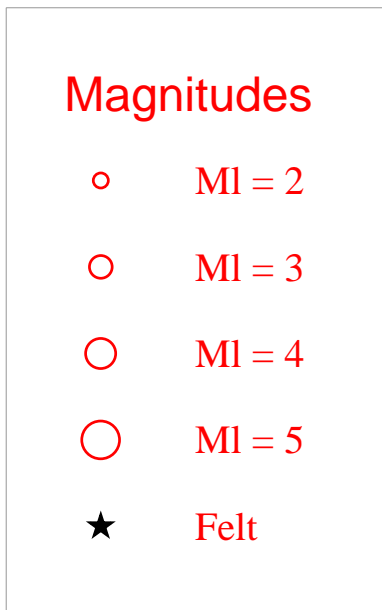 Magnitudes
Ml = 2
Ml = 3
Ml = 4
Ml = 5
Felt